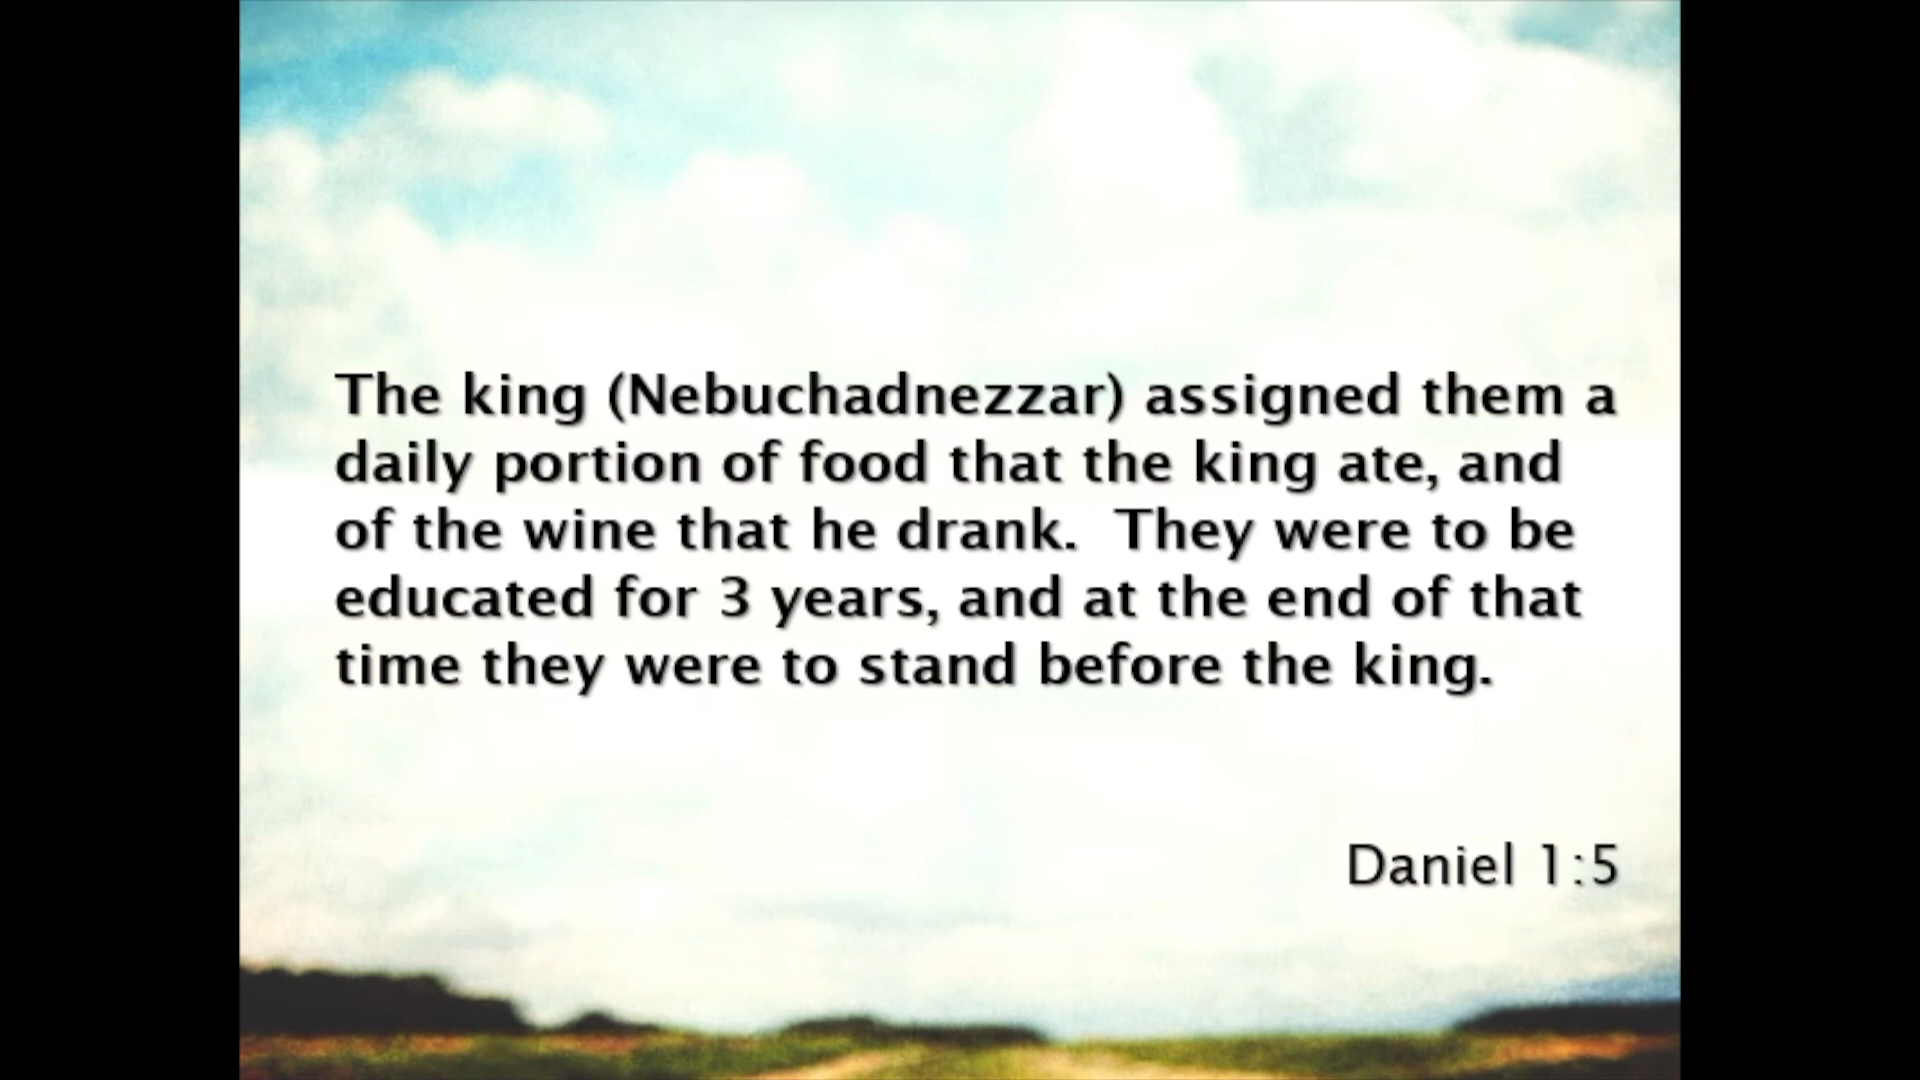 The king (Nebuchadnezzar) assigned them a
daily portion of food that the king ate, and
of the wine that he drank.  They were to be
educated for 3 years, and at the end of that
time they were to stand before the king.
Daniel 1:5